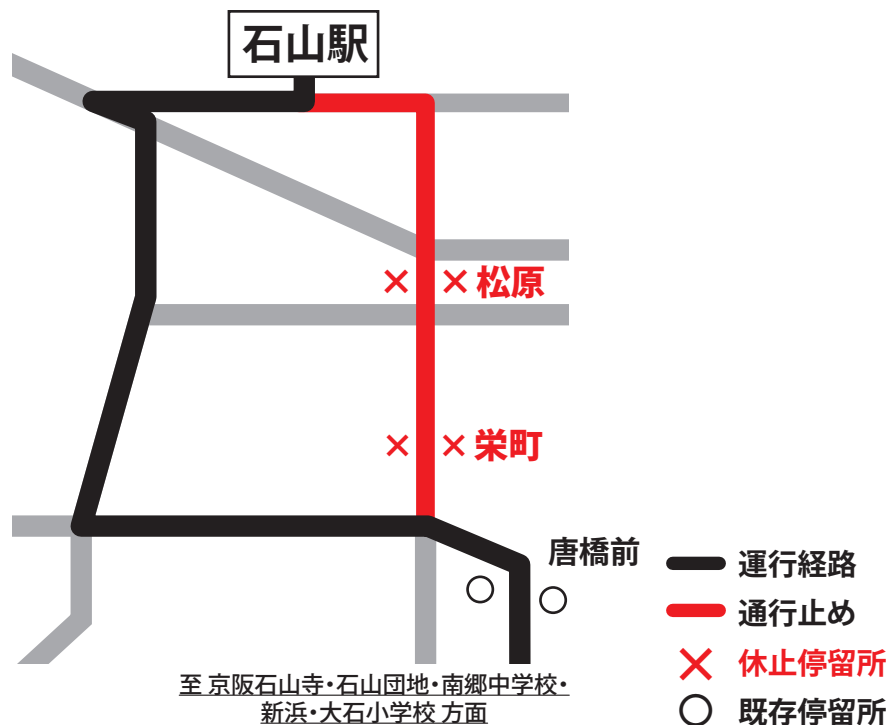 石山駅
松原
栄町
唐橋前
運行経路
通行止め
休止停留所
既存停留所
至 京阪石山寺・石山団地・南郷中学校・
新浜・大石小学校 方面